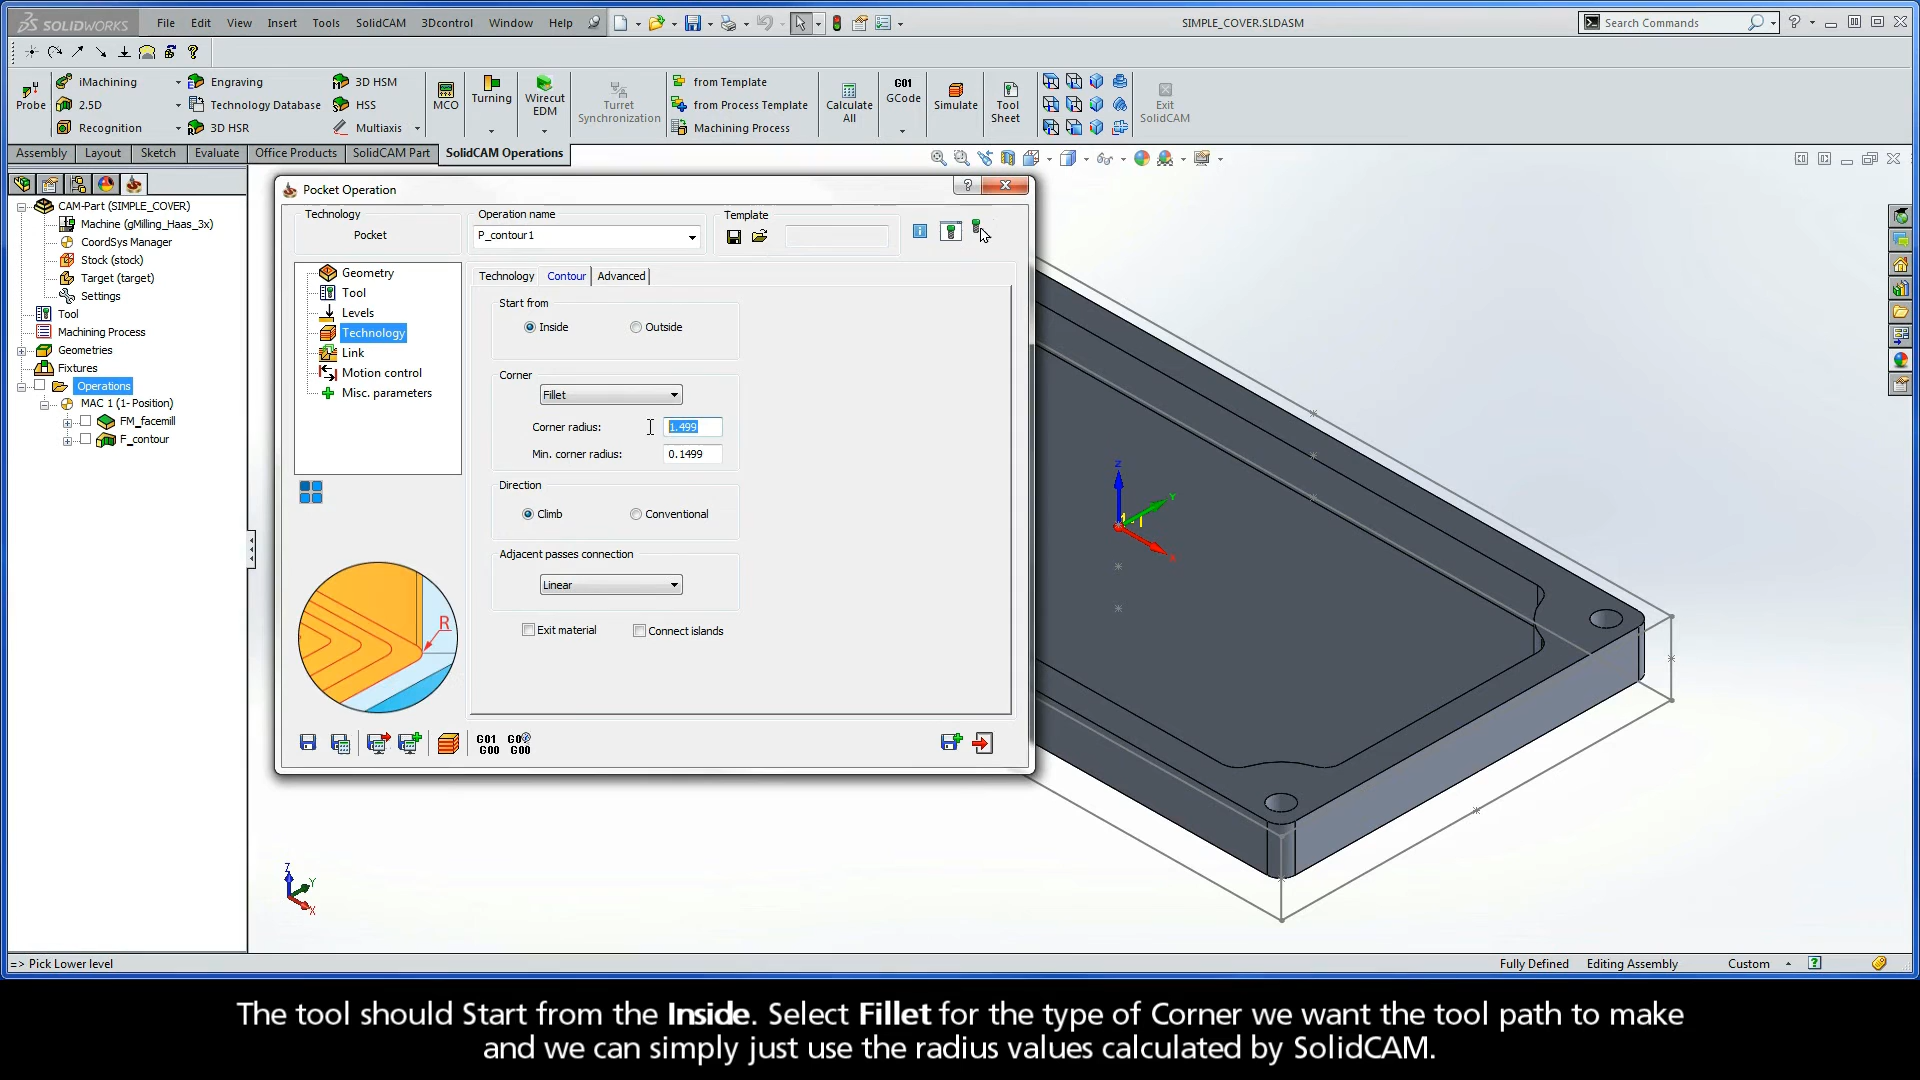 SOLIDWORKS File Edit View Insert Tools SolidCAM 3Dcontrol Window Help SIMPLE_COVER.SLDASM Search Commands
Probe
iMachining
2.5D
Recognition
Engraving
Technology Database
3D HSR
3D HSM
HSS
Multiaxis
MCO
Turning
Wirecut
EDM
Turret
Synchronization
from Template
from Process Template
Machining Process
Calculate
All
G01
GCode
Simulate
Tool
Sheet
Exit
SolidCAM
Assembly Layout Sketch Evaluate Office Products SolidCAM Part SolidCAM Operations
CAM-Part (SIMPLE_COVER)
Machine (gMilling_Haas_3x)
CoordSys Manager
Stock (stock)
Target (target)
Settings
Tool
Machining Process
Geometries
Fixtures
Operations
MAC 1 (1- Position)
FM_facemill
F_contour
Pocket Operation
Technology
Pocket
Operation name
P_contour1
Template
Geometry
Tool
Levels
Technology
Link
Motion control
Misc. parameters
Technology Contour Advanced
Start from
Inside Outside
Corner
Fillet
Corner radius: 1.499
Min. corner radius: 0.1499
Direction
Climb Conventional
Adjacent passes connection
Linear
Exit material Connect islands
R
G01
G00
G00
Z
Y
X
Z
Y
X
=> Pick Lower level Fully Defined Editing Assembly Custom
The tool should Start from the Inside. Select Fillet for the type of Corner we want the tool path to make
and we can simply just use the radius values calculated by SolidCAM.